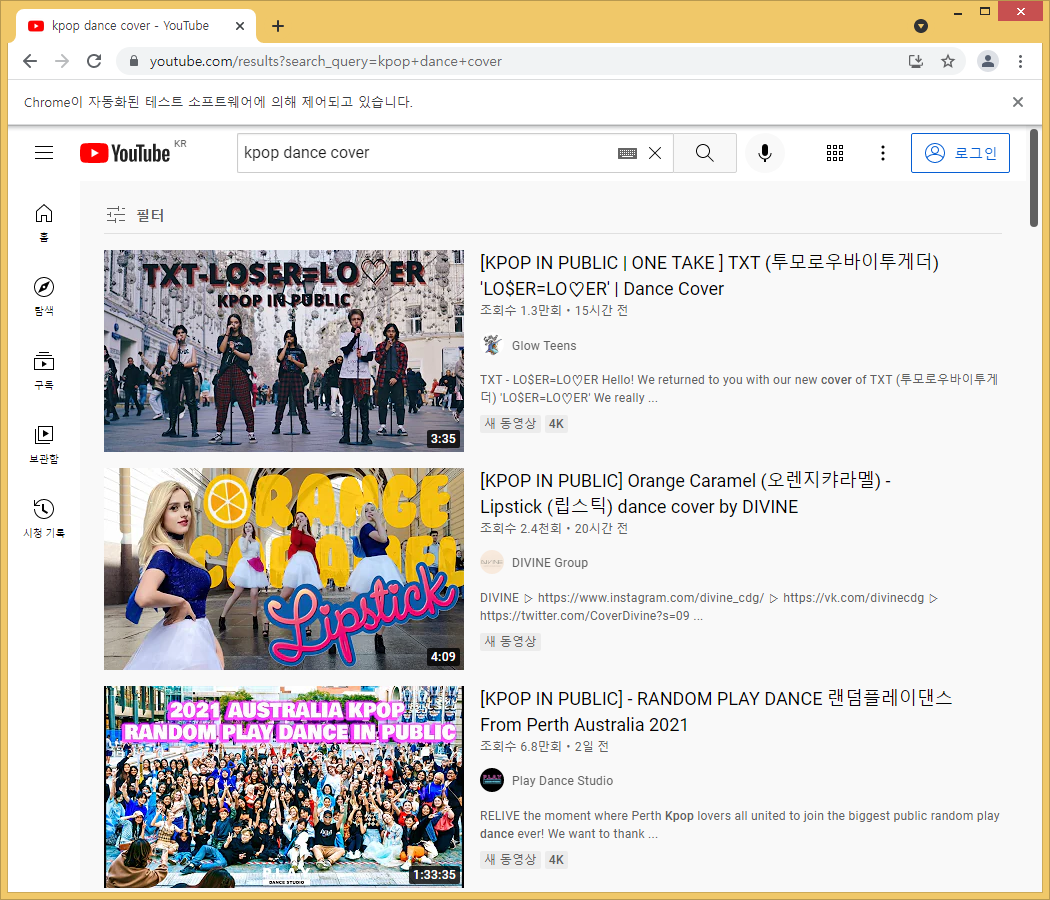 kpop dance cover - YouTube
youtube.com/results?search_query=kpop+dance+cover
Chrome이 자동화된 테스트 소프트웨어에 의해 제어되고 있습니다.
YouTube KR
kpop dance cover
로그인
홈
탐색
구독
보관함
시청 기록
필터
TXT-LO$ER=LO♡ER
KPOP IN PUBLIC
3:35
[KPOP IN PUBLIC | ONE TAKE ] TXT (투모로우바이투게더)
'LO$ER=LO♡ER' | Dance Cover
조회수 1.3만회 • 15시간 전
Glow Teens
TXT - LO$ER=LO♡ER Hello! We returned to you with our new cover of TXT (투모로우바이투게
더) 'LO$ER=LO♡ER' We really ...
새 동영상 4K
ORANGE
CARAMEL
Lipstick
4:09
[KPOP IN PUBLIC] Orange Caramel (오렌지캬라멜) -
Lipstick (립스틱) dance cover by DIVINE
조회수 2.4천회 • 20시간 전
DIVINE Group
DIVINE ▷ https://www.instagram.com/divine_cdg/ ▷ https://vk.com/divinecdg ▷
https://twitter.com/CoverDivine?s=09 ...
새 동영상
2021 AUSTRALIA KPOP
RANDOM PLAY DANCE IN PUBLIC
PLAY
DANCE STUDIO
1:33:35
[KPOP IN PUBLIC] - RANDOM PLAY DANCE 랜덤플레이댄스
From Perth Australia 2021
조회수 6.8만회 • 2일 전
Play Dance Studio
RELIVE the moment where Perth Kpop lovers all united to join the biggest public random play
dance ever! We want to thank ...
새 동영상 4K